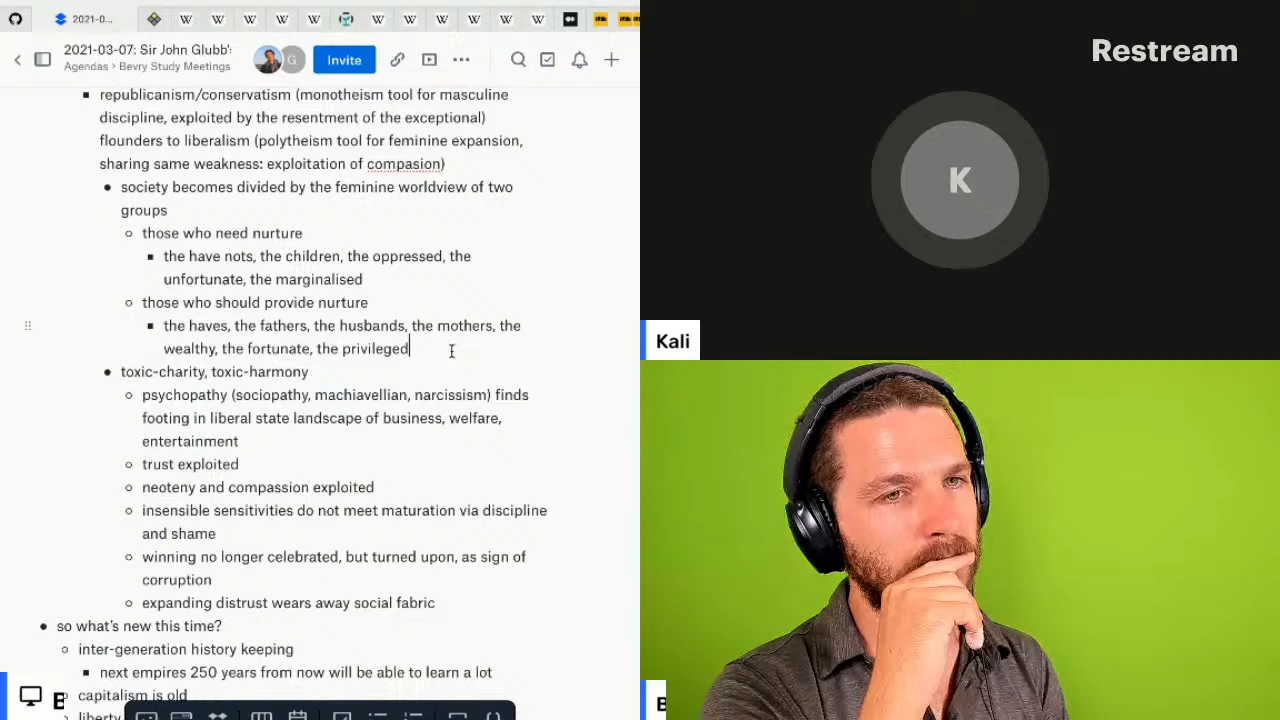 2021-0...
2021-03-07: Sir John Glubb's
Agendas > Bevry Study Meetings
G
Invite
republicanism/conservatism (monotheism tool for masculine
discipline, exploited by the resentment of the exceptional)
flounders to liberalism (polytheism tool for feminine expansion,
sharing same weakness: exploitation of compasion)
society becomes divided by the feminine worldview of two
groups
those who need nurture
the have nots, the children, the oppressed, the
unfortunate, the marginalised
those who should provide nurture
the haves, the fathers, the husbands, the mothers, the
wealthy, the fortunate, the privileged
toxic-charity, toxic-harmony
psychopathy (sociopathy, machiavellian, narcissism) finds
footing in liberal state landscape of business, welfare,
entertainment
trust exploited
neoteny and compassion exploited
insensible sensitivities do not meet maturation via discipline
and shame
winning no longer celebrated, but turned upon, as sign of
corruption
expanding distrust wears away social fabric
so what's new this time?
inter-generation history keeping
next empires 250 years from now will be able to learn a lot
capitalism is old
liberty
Restream
K
Kali